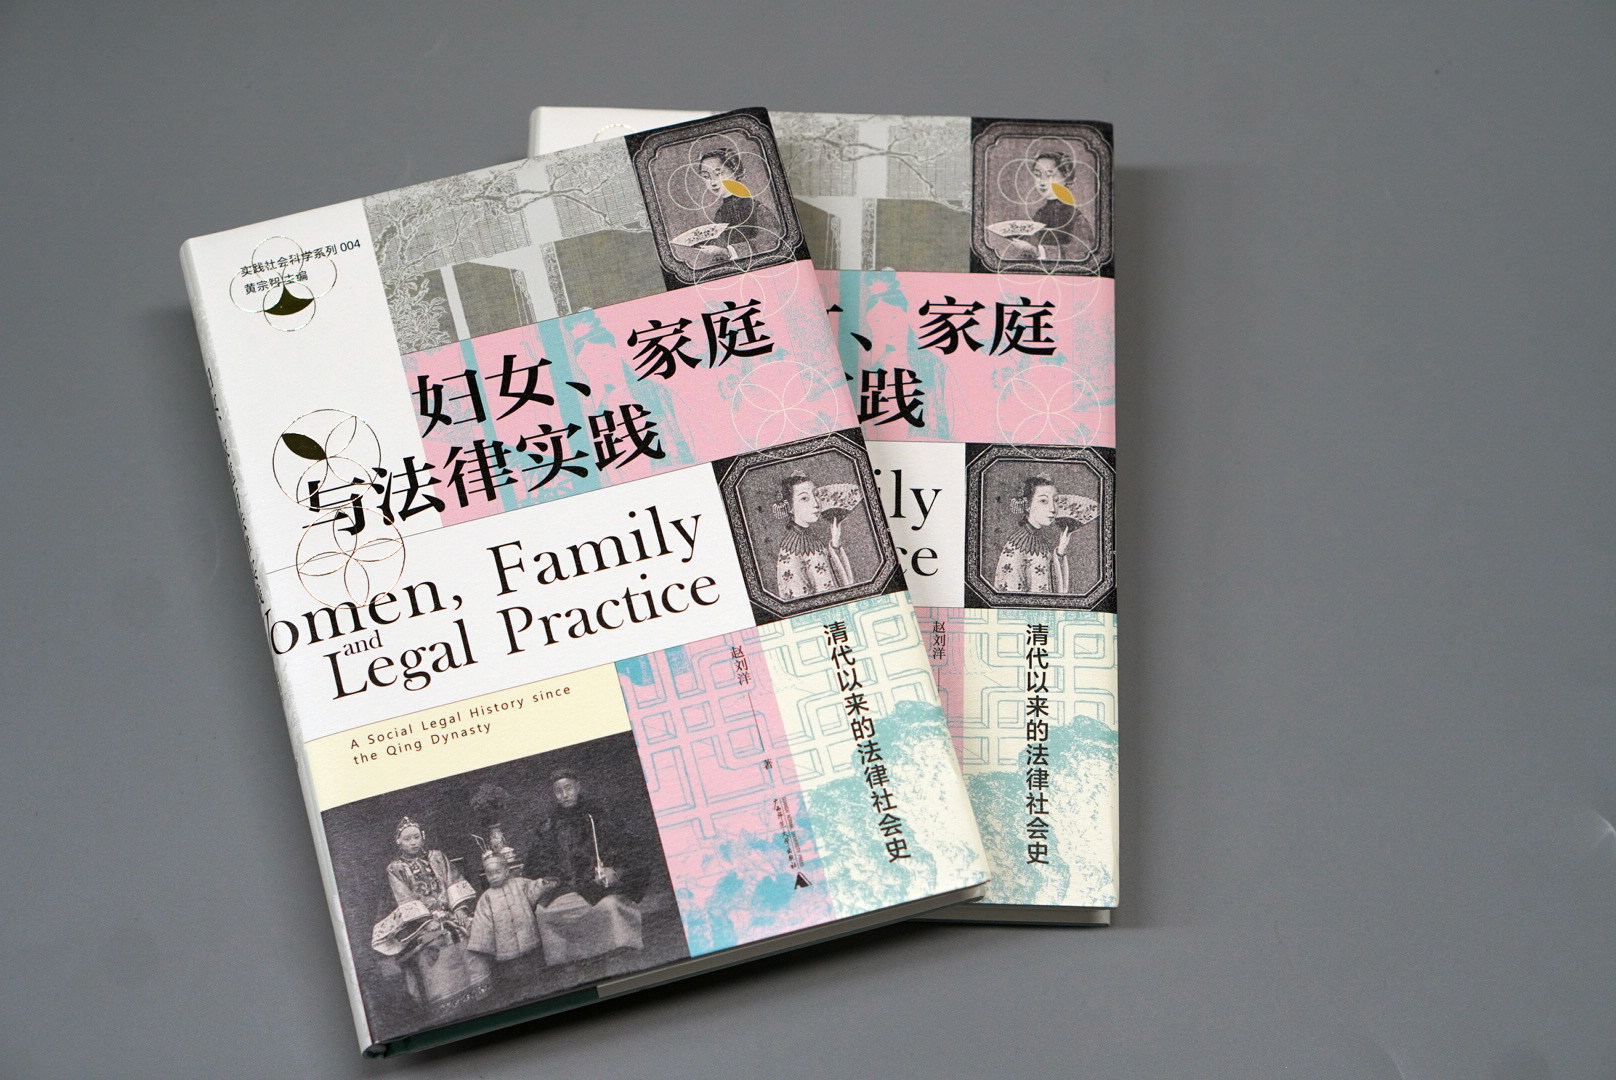 实践社会科学系列 004
黄宗智 主编
妇女、家庭
与法律实践
Women, Family
and
Legal Practice
A Social Legal History since
the Qing Dynasty
赵刘洋
著
清代以来的法律社会史
、家庭
践
ily
ce
赵刘洋
清代以来的法律社会史